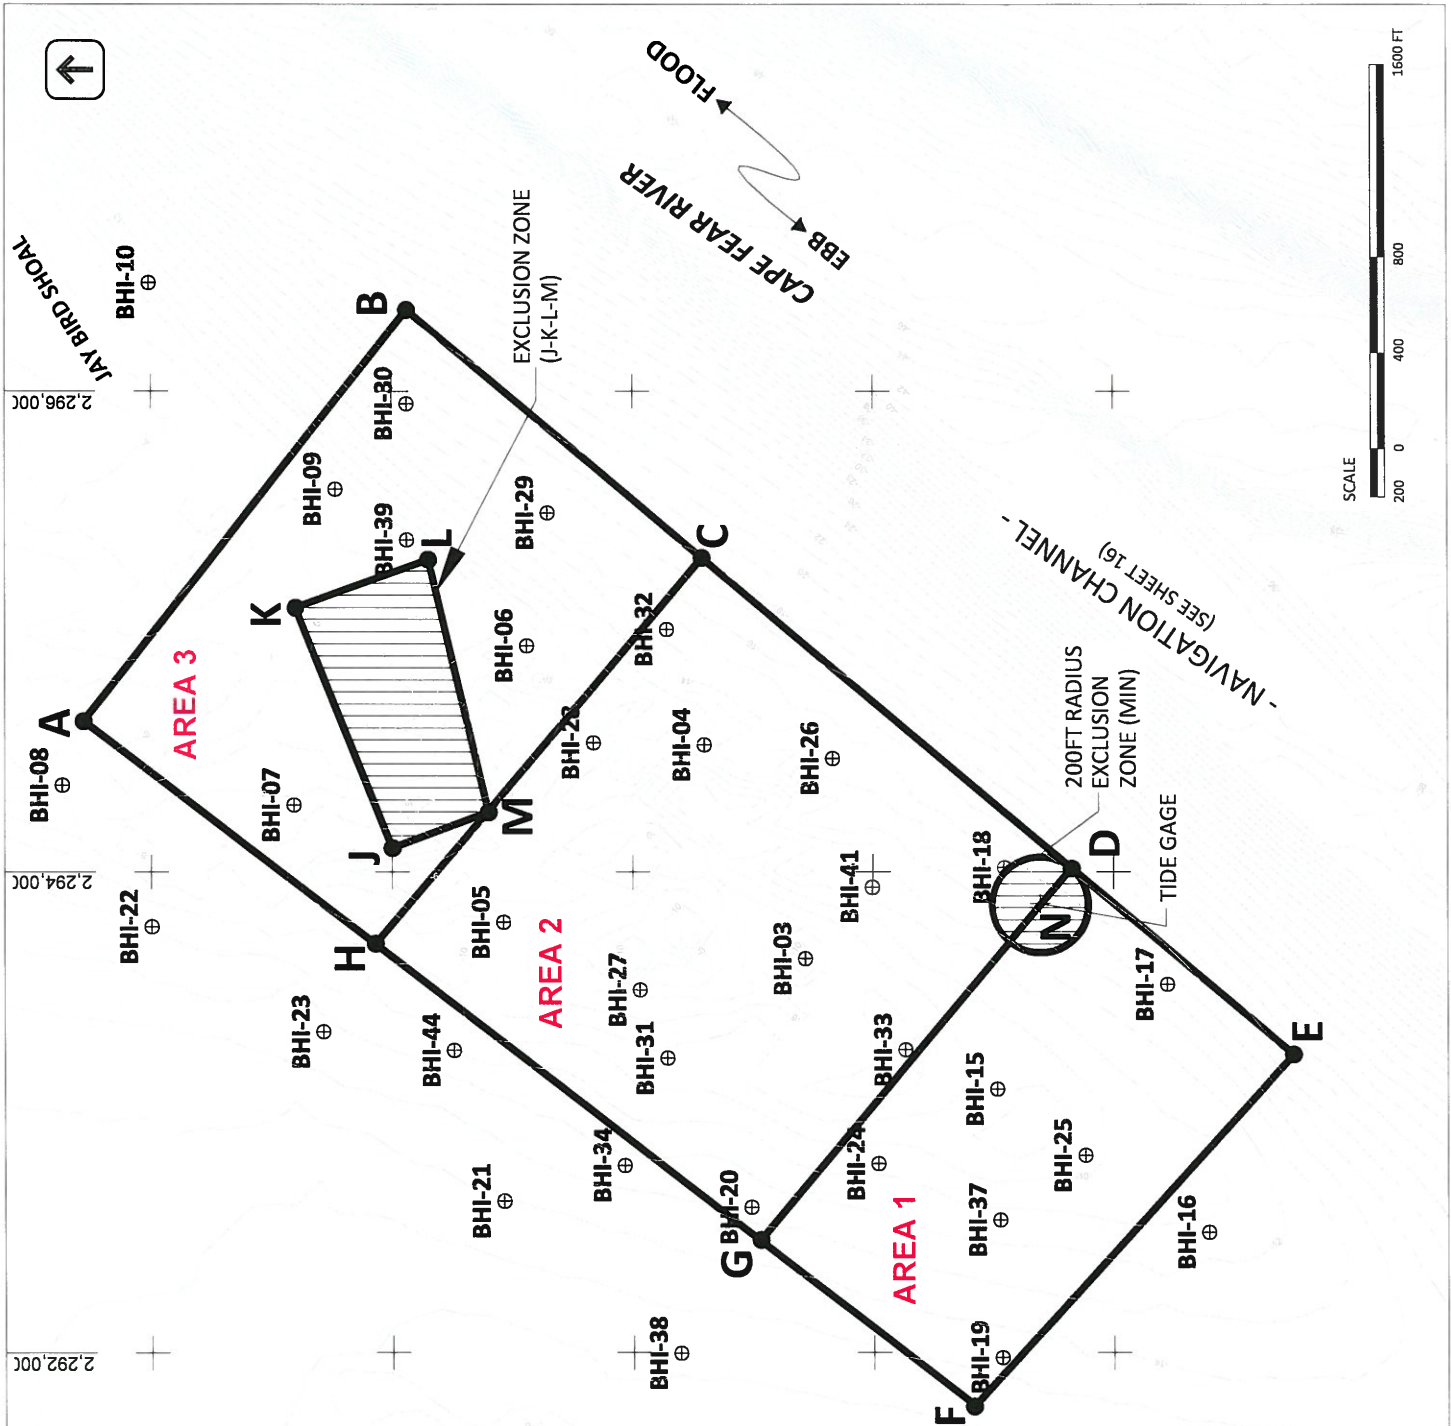 JAY BIRD SHOAL
BHI-10
FLOOD
CAPE FEAR RIVER
EBB
A
BHI-08
AREA 3
B
BHI-30
2,296,000
EXCLUSION ZONE
(J-K-L-M)
BHI-09
BHI-39
L
K
BHI-29
BHI-06
C
BHI-32
BHI-07
J
M
BHI-28
BHI-04
BHI-26
2,294,000
BHI-22
H
BHI-05
AREA 2
BHI-23
BHI-44
BHI-27
BHI-31
BHI-03
BHI-41
BHI-18
N
D
200FT RADIUS
EXCLUSION
ZONE (MIN)
TIDE GAGE
- NAVIGATION CHANNEL -
(SEE SHEET 16)
BHI-17
E
BHI-33
BHI-15
BHI-25
BHI-24
BHI-37
AREA 1
BHI-16
BHI-34
BHI-21
BHI-20
G
BHI-38
BHI-19
F
2,292,000
SCALE
200 0 400 800 1600 FT